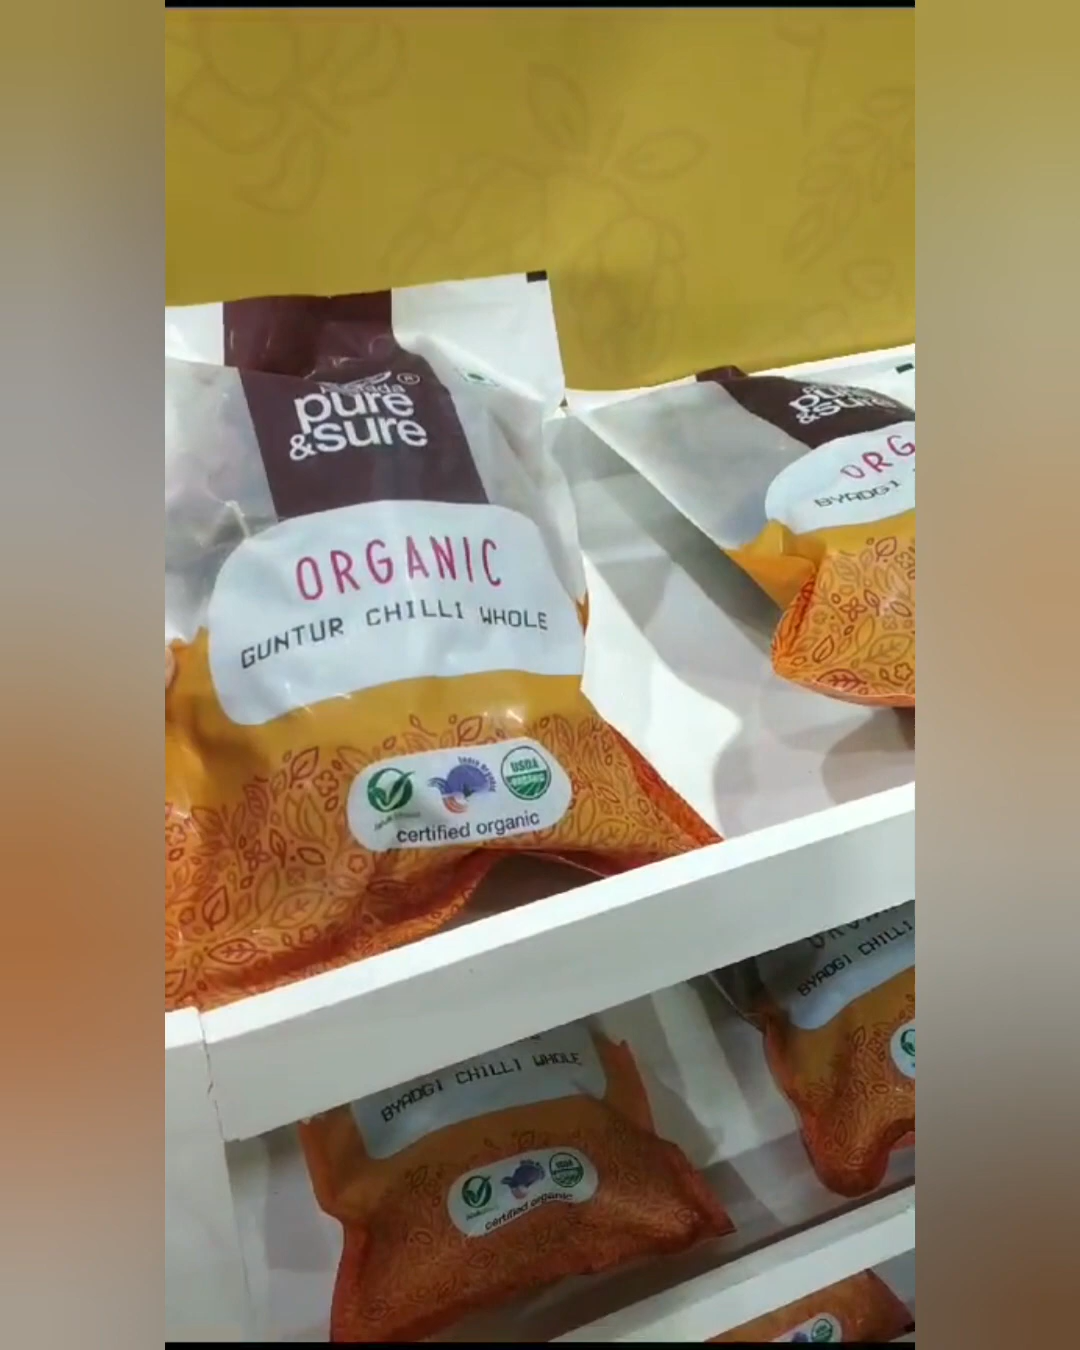 pure
&sure
®
ORGANIC
GUNTUR CHILLI WHOLE
USDA
ORGANIC
certified organic
pure
&sure
ORG
BYADGI
BYADGI CHILLI WHOLE
certified organic
BYADGI CHILLI